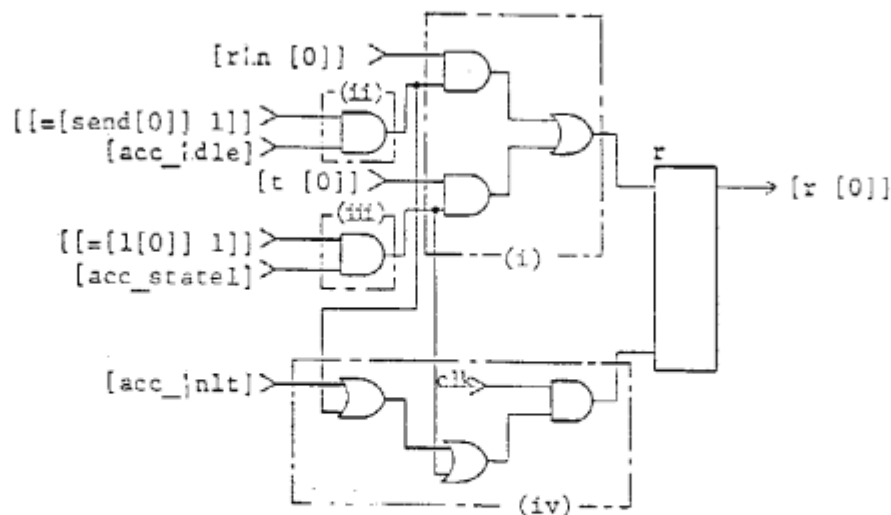 [rin [0]]
(ii)
[[=[send[0]] 1]]
[acc_idle]
r
[r [0]]
[t [0]]
(iii)
[[=[l[0]] 1]]
[acc_state1]
(i)
[acc_init]
clk
(iv)